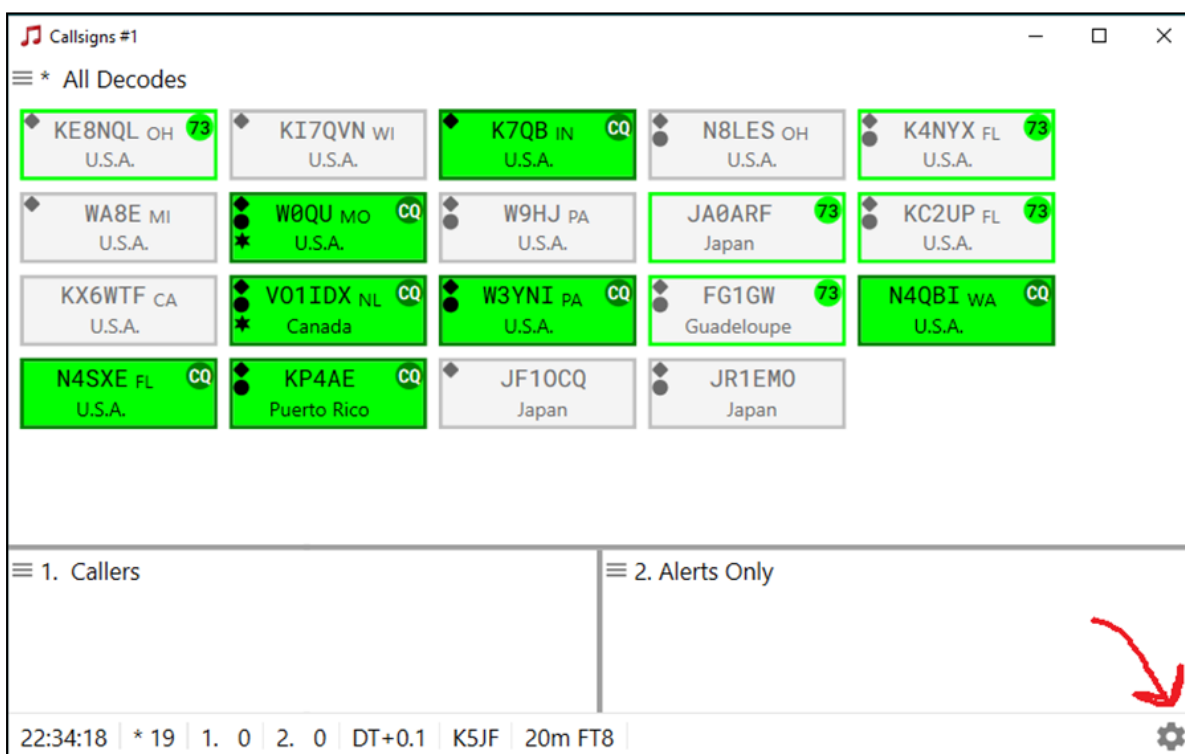 Callsigns #1
* All Decodes
KE8NQL OH 73 KI7QVN WI K7QB IN CQ N8LES OH K4NYX FL 73
U.S.A. U.S.A. U.S.A. U.S.A. U.S.A.
WA8E MI W0QU MO CQ W9HJ PA JA0ARF 73 KC2UP FL 73
U.S.A. U.S.A. U.S.A. Japan U.S.A.
KX6WTF CA VO1IDX NL CQ W3YNI PA CQ FG1GW 73 N4QBI WA CQ
U.S.A. Canada U.S.A. Guadeloupe U.S.A.
N4SXE FL CQ KP4AE CQ JF1OCQ JR1EMO
U.S.A. Puerto Rico Japan Japan
1. Callers 2. Alerts Only
22:34:18 * 19 1. 0 2. 0 DT+0.1 K5JF 20m FT8